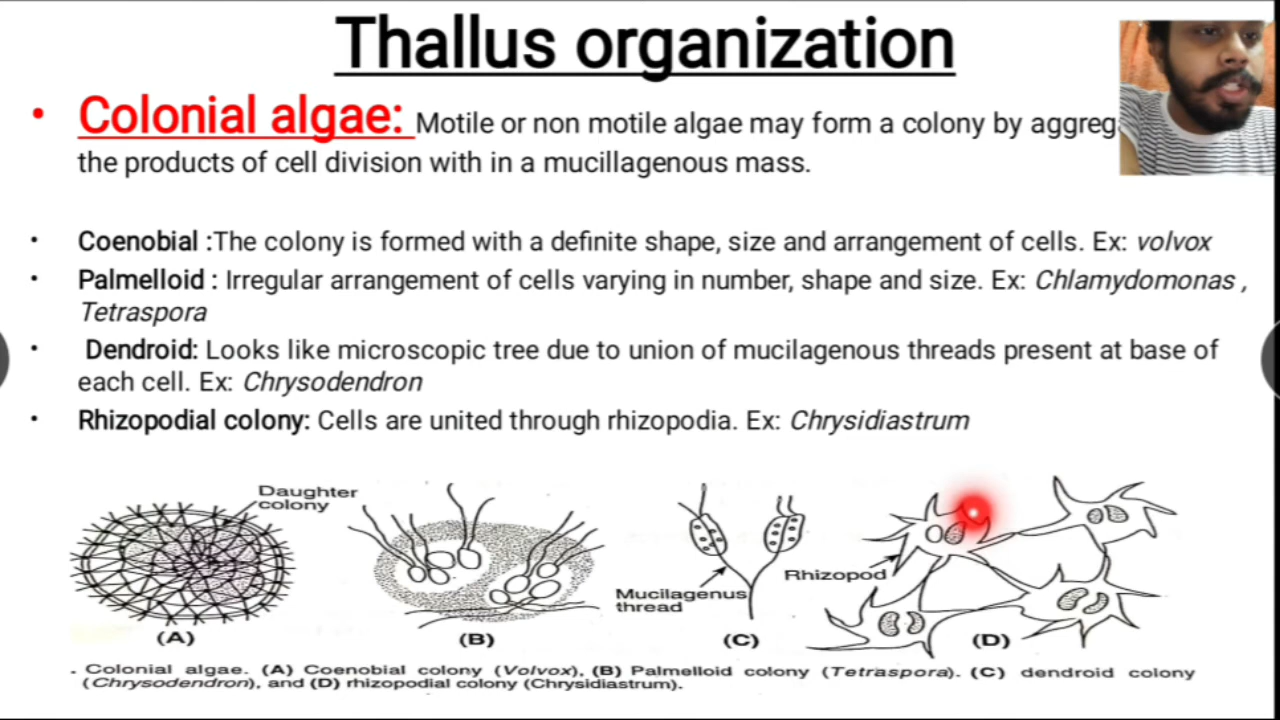 Thallus organization
• Colonial algae: Motile or non motile algae may form a colony by
the products of cell division with in a mucillagenous mass.
• Coenobial :The colony is formed with a definite shape, size and arrangement of cells. Ex: volvox
• Palmelloid : Irregular arrangement of cells varying in number, shape and size. Ex: Chlamydomonas ,
Tetraspora
• Dendroid: Looks like microscopic tree due to union of mucilagenous threads present at base of
each cell. Ex: Chrysodendron
• Rhizopodial colony: Cells are united through rhizopodia. Ex: Chrysidiastrum
Daughter
colony
Mucilagenus
thread
Rhizopod
(A)
(B)
(C)
(D)
. Colonial algae. (A) Coenobial colony (Volvox), (B) Palmelloid colony (Tetraspora). (C) dendroid colony
(Chrysodendron), and (D) rhizopodial colony (Chrysidiastrum).